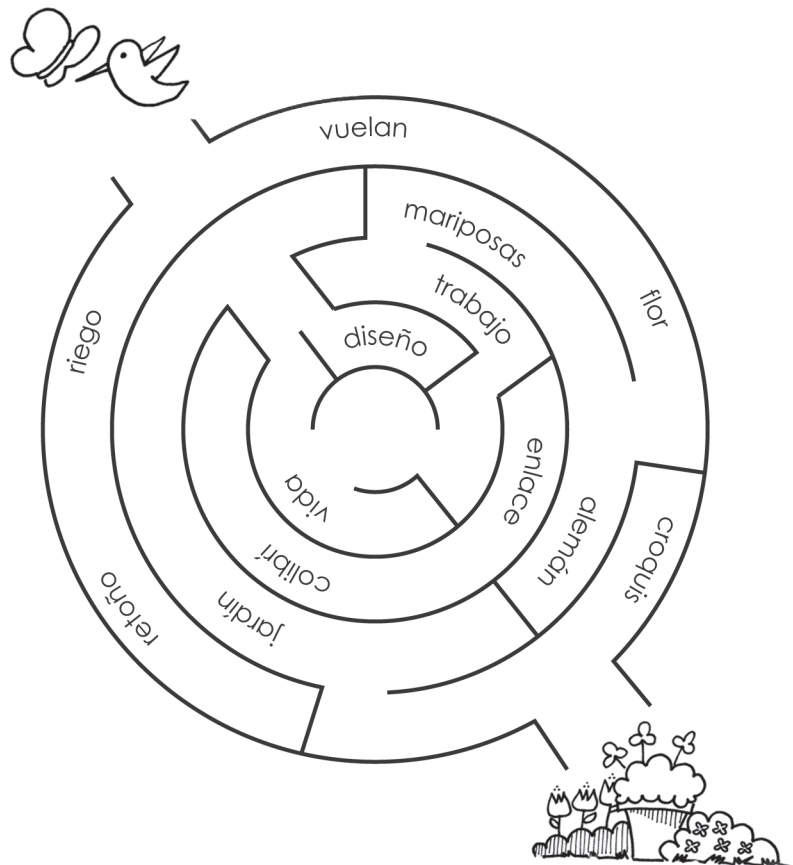 vuelan
mariposas
flor
trabajo
riego
diseño
enlace
vida
alemán
croquis
colibrí
retoño
jardín